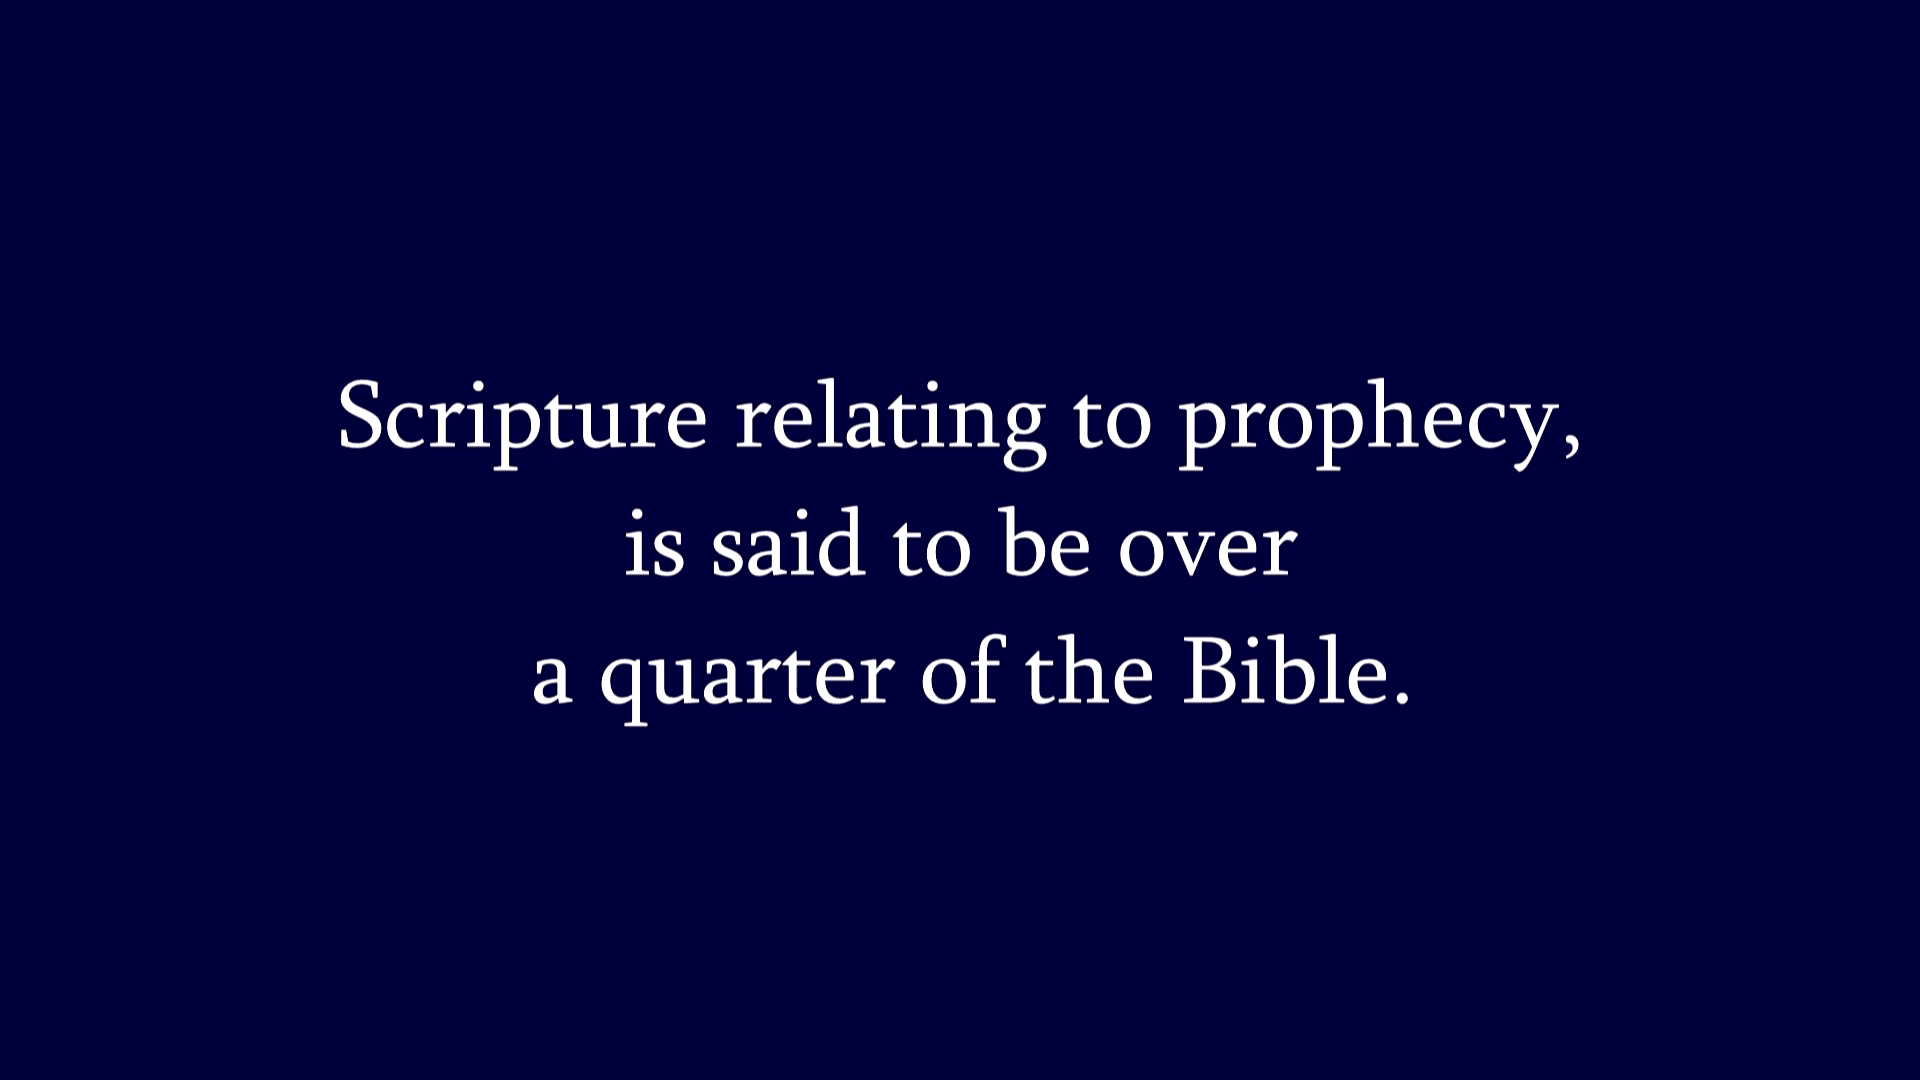 Scripture relating to prophecy,
is said to be over
a quarter of the Bible.